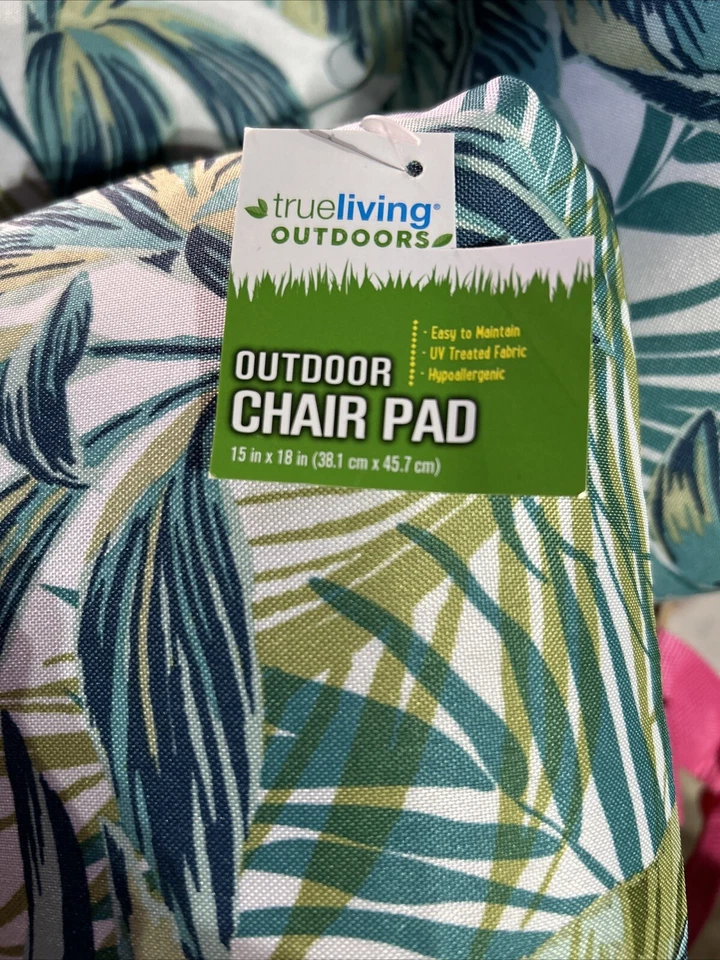 trueliving®
OUTDOORS
- Easy to Maintain
- UV Treated Fabric
- Hypoallergenic
OUTDOOR
CHAIR PAD
15 in x 18 in (38.1 cm x 45.7 cm)